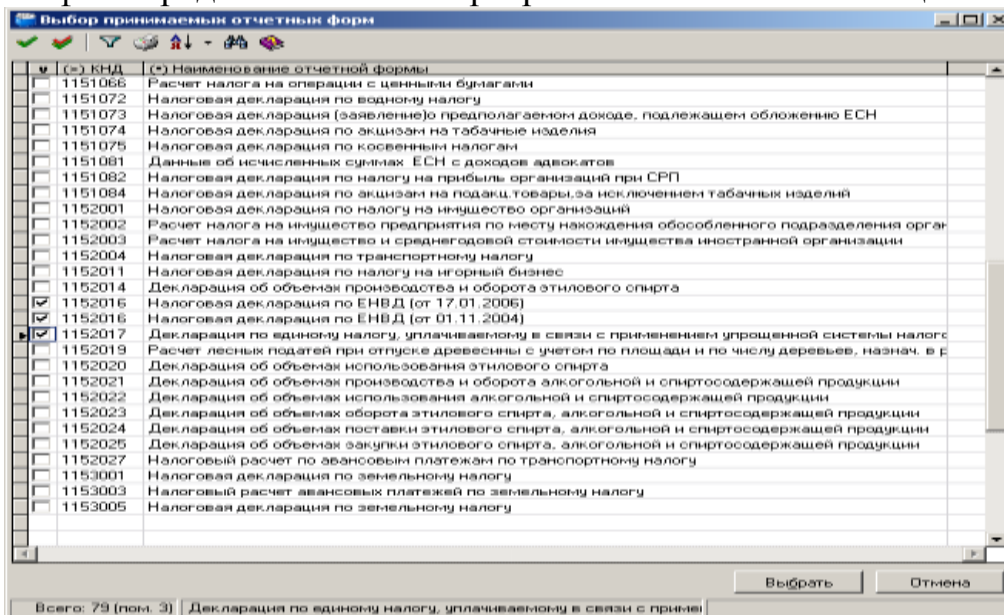 Выбор принимаемых отчетных форм
(=) КНД (*) Наименование отчетной формы
1151066 Расчет налога на операции с ценными бумагами
1151072 Налоговая декларация по водному налогу
1151073 Налоговая декларация (заявление)о предполагаемом доходе, подлежащем обложению ЕСН
1151074 Налоговая декларация по акцизам на табачные изделия
1151075 Налоговая декларация по косвенным налогам
1151081 Данные об исчисленных суммах ЕСН с доходов адвокатов
1151082 Налоговая декларация по налогу на прибыль организаций при СРП
1151084 Налоговая декларация по акцизам на подакц.товары,за исключением табачных изделий
1152001 Налоговая декларация по налогу на имущество организаций
1152002 Расчет налога на имущество предприятия по месту нахождения обособленного подразделения орган
1152003 Расчет налога на имущество и среднегодовой стоимости имущества иностранной организации
1152004 Налоговая декларация по транспортному налогу
1152011 Налоговая декларация по налогу на игорный бизнес
1152014 Декларация об объемах производства и оборота этилового спирта
1152016 Налоговая декларация по ЕНВД (от 17.01.2006)
1152016 Налоговая декларация по ЕНВД (от 01.11.2004)
1152017 Декларация по единому налогу, уплачиваемому в связи с применением упрощенной системы налого
1152019 Расчет лесных податей при отпуске древесины с учетом по площади и по числу деревьев, назнач. в р
1152020 Декларация об объемах использования этилового спирта
1152021 Декларация об объемах производства и оборота алкогольной и спиртосодержащей продукции
1152022 Декларация об объемах использования алкогольной и спиртосодержащей продукции
1152023 Декларация об объемах оборота этилового спирта, алкогольной и спиртосодержащей продукции
1152024 Декларация об объемах поставки этилового спирта, алкогольной и спиртосодержащей продукции
1152025 Декларация об объемах закупки этилового спирта, алкогольной и спиртосодержащей продукции
1152027 Налоговый расчет по авансовым платежам по транспортному налогу
1153001 Налоговая декларация по земельному налогу
1153003 Налоговый расчет авансовых платежей по земельному налогу
1153005 Налоговая декларация по земельному налогу
Выбрать Отмена
Всего: 79 (пом. 3) Декларация по единому налогу, уплачиваемому в связи с приме